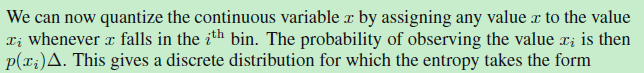 We can now quantize the continuous variable x by assigning any value x to the value
xᵢ whenever x falls in the iᵗʰ bin. The probability of observing the value xᵢ is then
p(xᵢ)Δ. This gives a discrete distribution for which the entropy takes the form